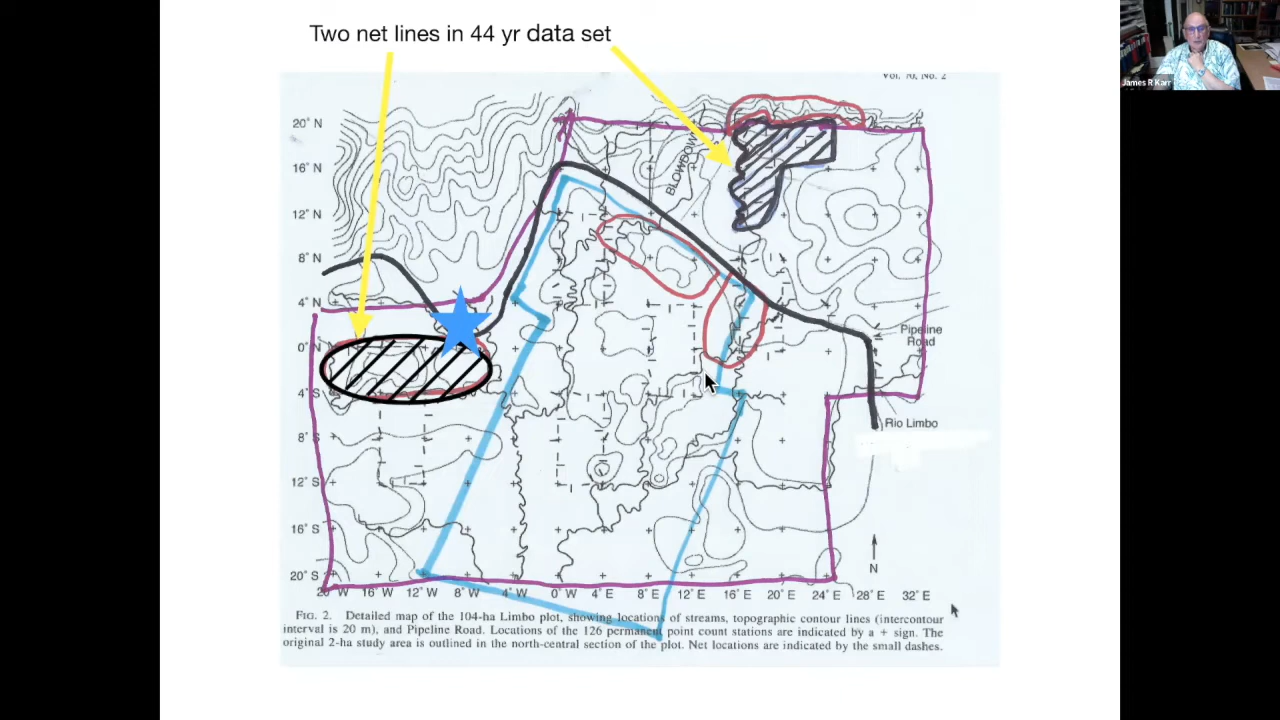 Two net lines in 44 yr data set
James R Karr
Vol. 70, No. 2
20° N
16° N
12° N
8° N
4° N
0° N
4° S
8° S
12° S
16° S
20° S
BLOWDOWN
Pipeline
Road
Rio Limbo
N
20° W 16° W 12° W 8° W 4° W 0° W 4° E 8° E 12° E 16° E 20° E 24° E 28° E 32° E
FIG. 2. Detailed map of the 104-ha Limbo plot, showing locations of streams, topographic contour lines (intercontour
interval is 20 m), and Pipeline Road. Locations of the 126 permanent point count stations are indicated by a + sign. The
original 2-ha study area is outlined in the north-central section of the plot. Net locations are indicated by the small dashes.